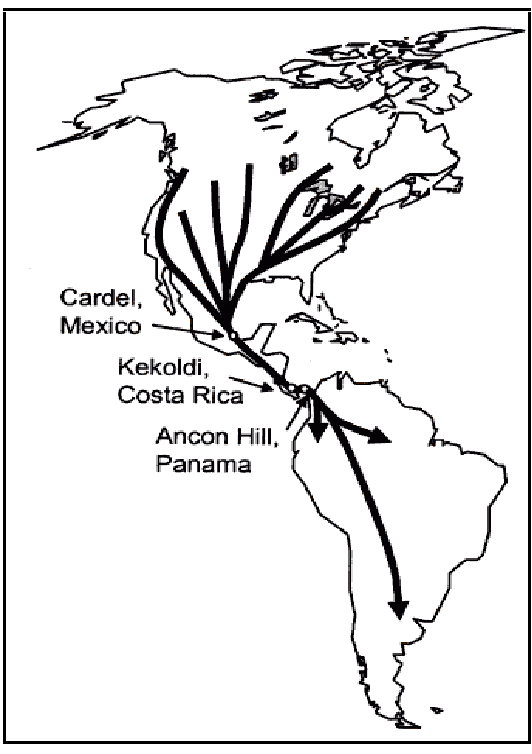 Cardel,
Mexico
Kekoldi,
Costa Rica
Ancon Hill,
Panama